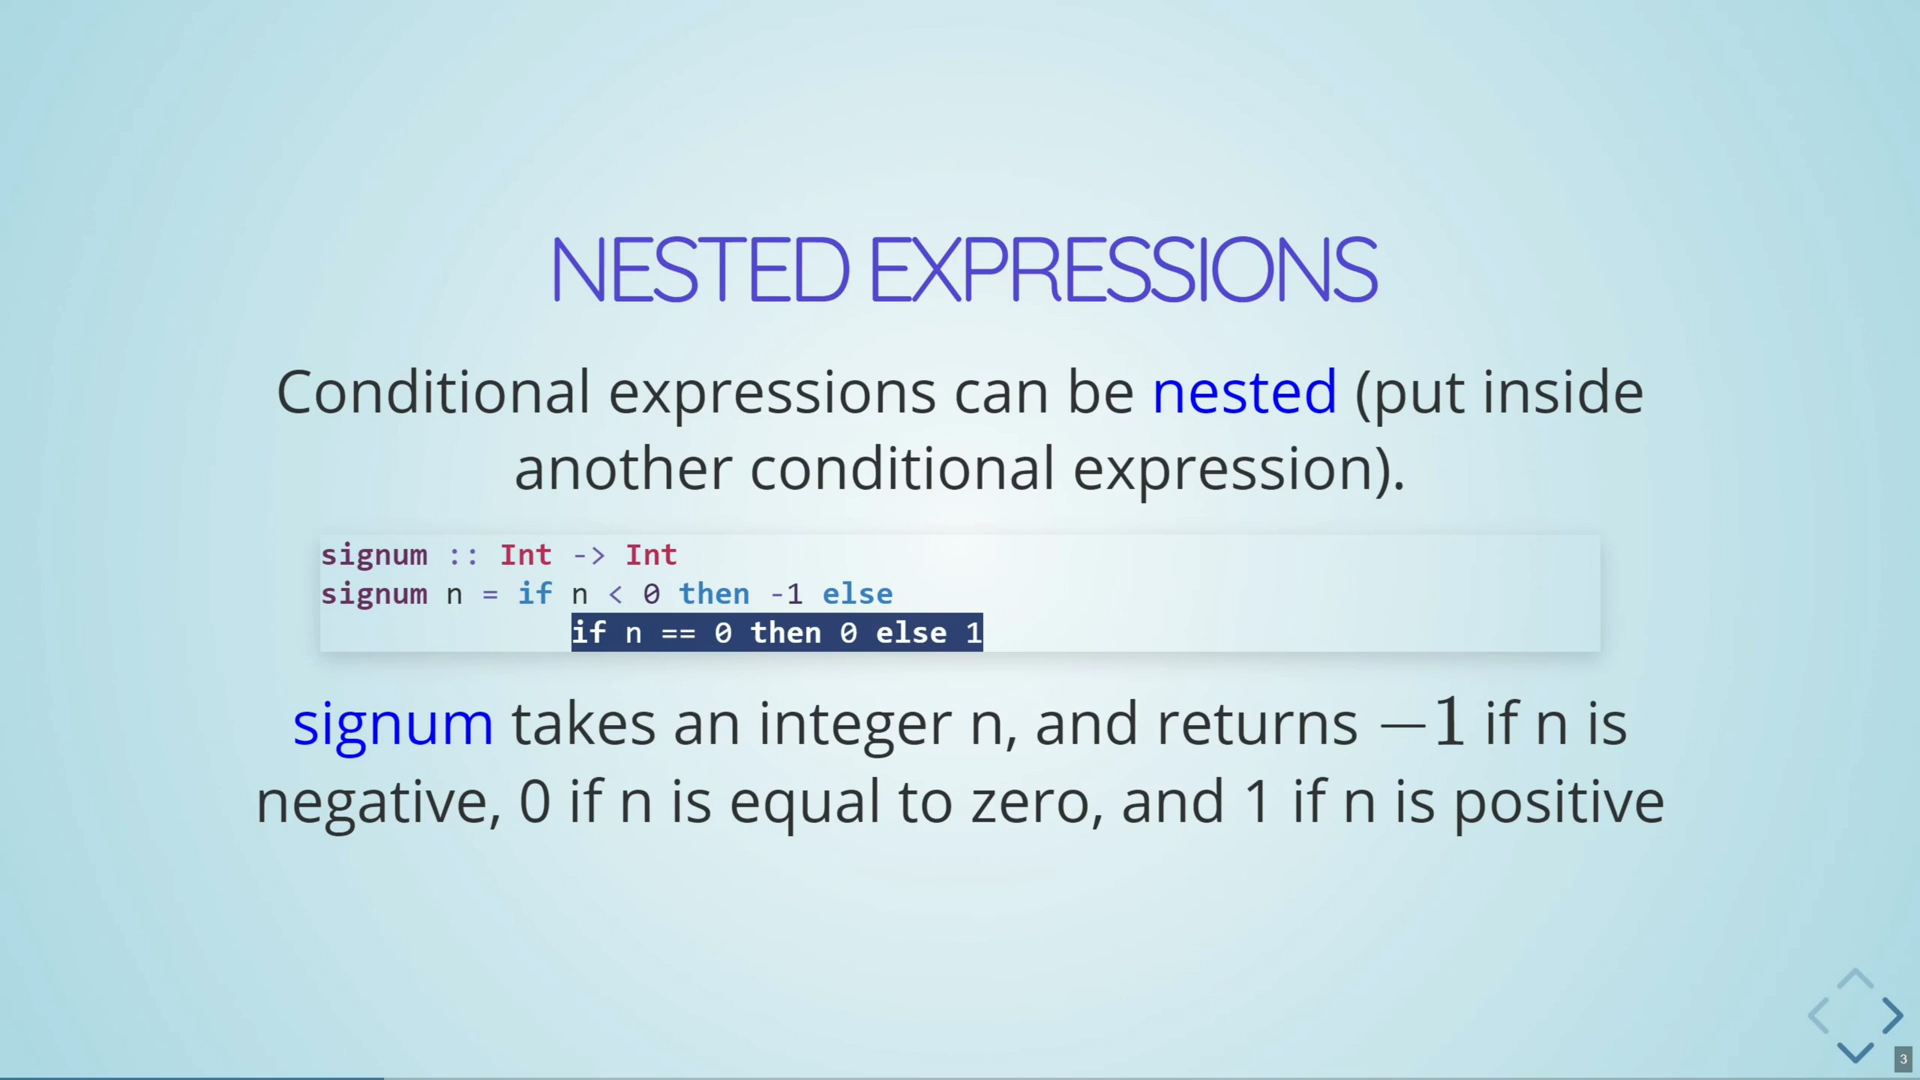 NESTED EXPRESSIONS
Conditional expressions can be nested (put inside
another conditional expression).
signum :: Int -> Int
signum n = if n < 0 then -1 else
if n == 0 then 0 else 1
signum takes an integer n, and returns −1 if n is
negative, 0 if n is equal to zero, and 1 if n is positive
3